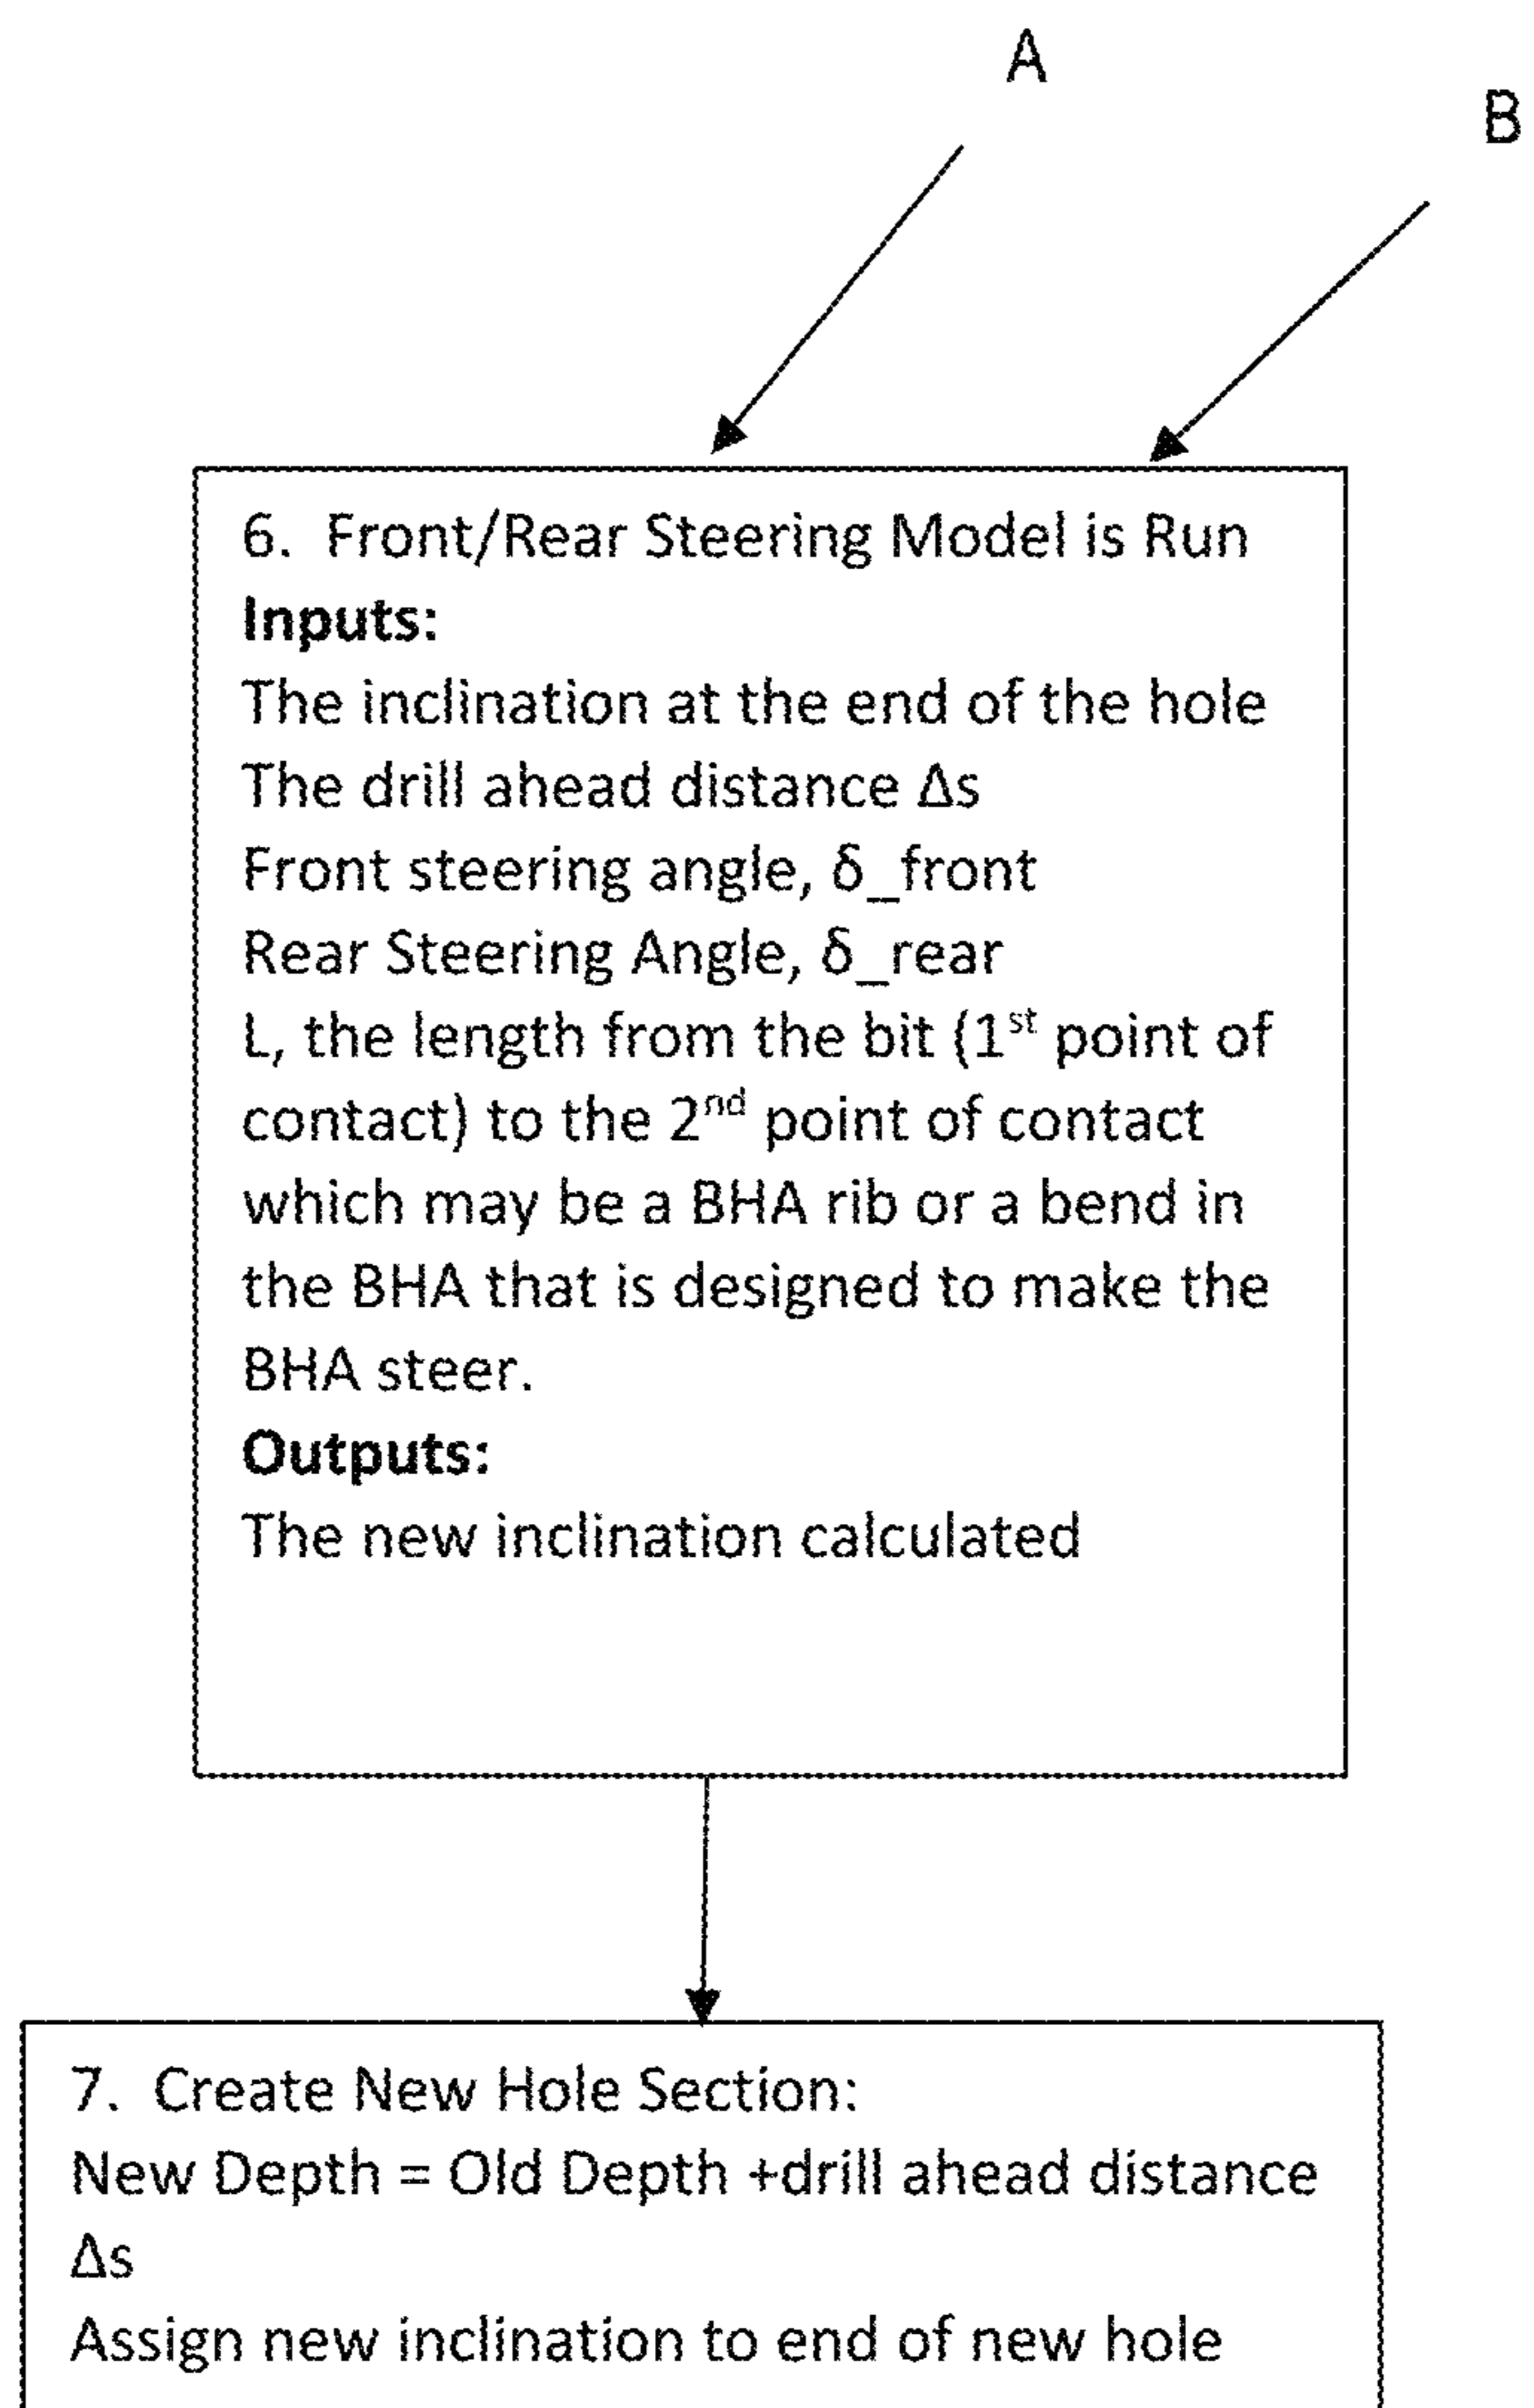 A
B
6. Front/Rear Steering Model is Run
Inputs:
The inclination at the end of the hole
The drill ahead distance Δs
Front steering angle, δ_front
Rear Steering Angle, δ_rear
L, the length from the bit (1st point of
contact) to the 2nd point of contact
which may be a BHA rib or a bend in
the BHA that is designed to make the
BHA steer.
Outputs:
The new inclination calculated
7. Create New Hole Section:
New Depth = Old Depth +drill ahead distance
Δs
Assign new inclination to end of new hole